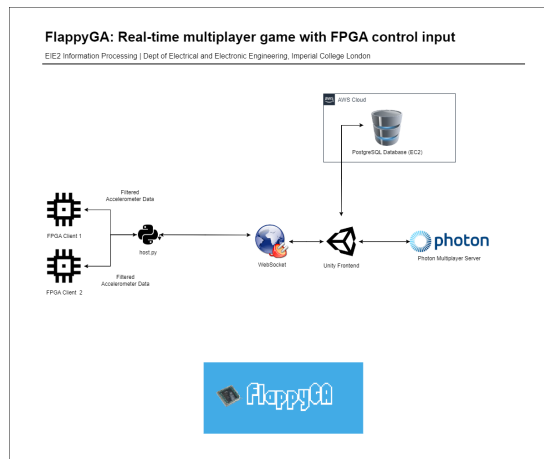 FlappyGA: Real-time multiplayer game with FPGA control input
EIE2 Information Processing | Dept of Electrical and Electronic Engineering, Imperial College London
aws
AWS Cloud
PostgreSQL Database (EC2)
Filtered
Accelerometer Data
FPGA Client 1
host.py
Filtered
Accelerometer Data
FPGA Client 2
WebSocket
Unity Frontend
photon
Photon Multiplayer Server
FlappyGA